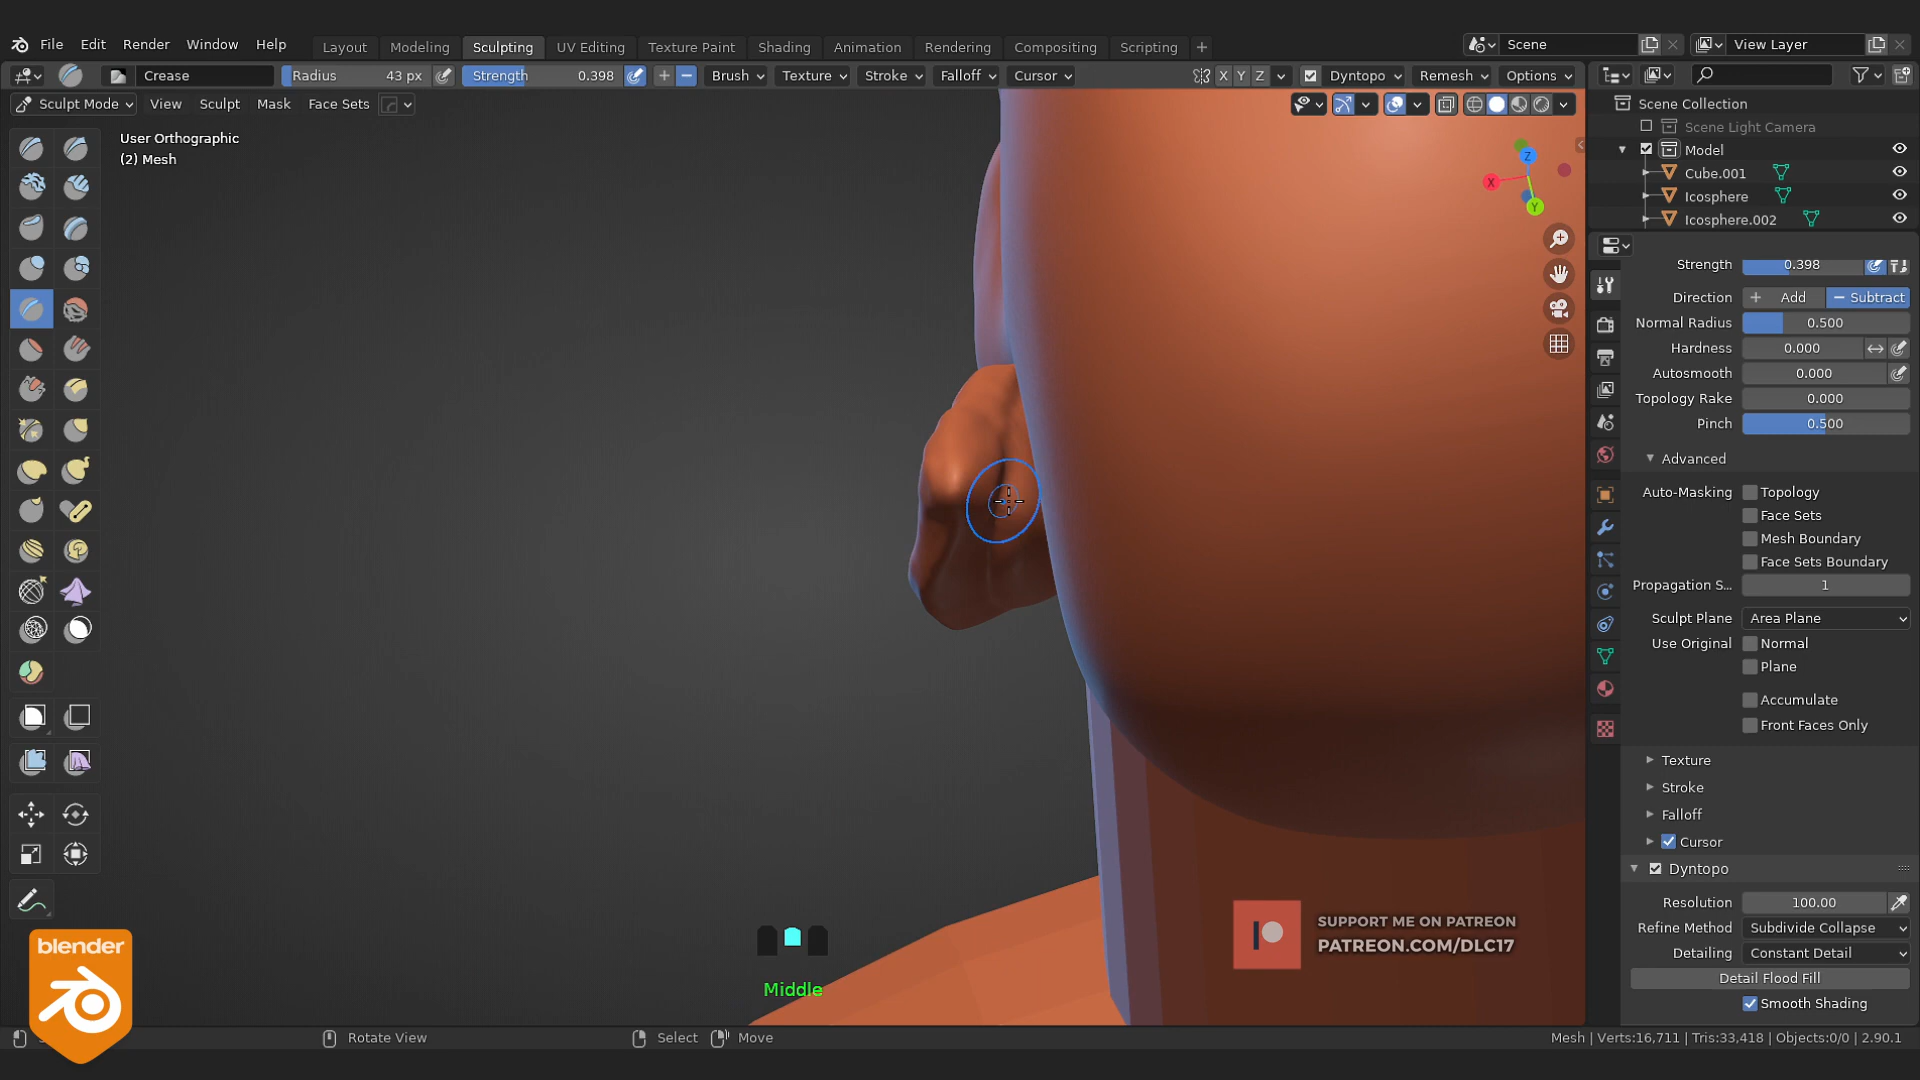 File Edit Render Window Help Layout Modeling Sculpting UV Editing Texture Paint Shading Animation Rendering Compositing Scripting + Scene View Layer
Crease Radius 43 px Strength 0.398 + − Brush Texture Stroke Falloff Cursor X Y Z Dyntopo Remesh Options
Sculpt Mode View Sculpt Mask Face Sets
User Orthographic
(2) Mesh
Z
X
Y
Scene Collection
Scene Light Camera
Model
Cube.001
Icosphere
Icosphere.002
Strength 0.398
Direction + Add − Subtract
Normal Radius 0.500
Hardness 0.000
Autosmooth 0.000
Topology Rake 0.000
Pinch 0.500
Advanced
Auto-Masking Topology
Face Sets
Mesh Boundary
Face Sets Boundary
Propagation S... 1
Sculpt Plane Area Plane
Use Original Normal
Plane
Accumulate
Front Faces Only
Texture
Stroke
Falloff
Cursor
Dyntopo
Resolution 100.00
Refine Method Subdivide Collapse
Detailing Constant Detail
Detail Flood Fill
Smooth Shading
SUPPORT ME ON PATREON
PATREON.COM/DLC17
blender
Middle
Rotate View Select Move Mesh | Verts:16,711 | Tris:33,418 | Objects:0/0 | 2.90.1